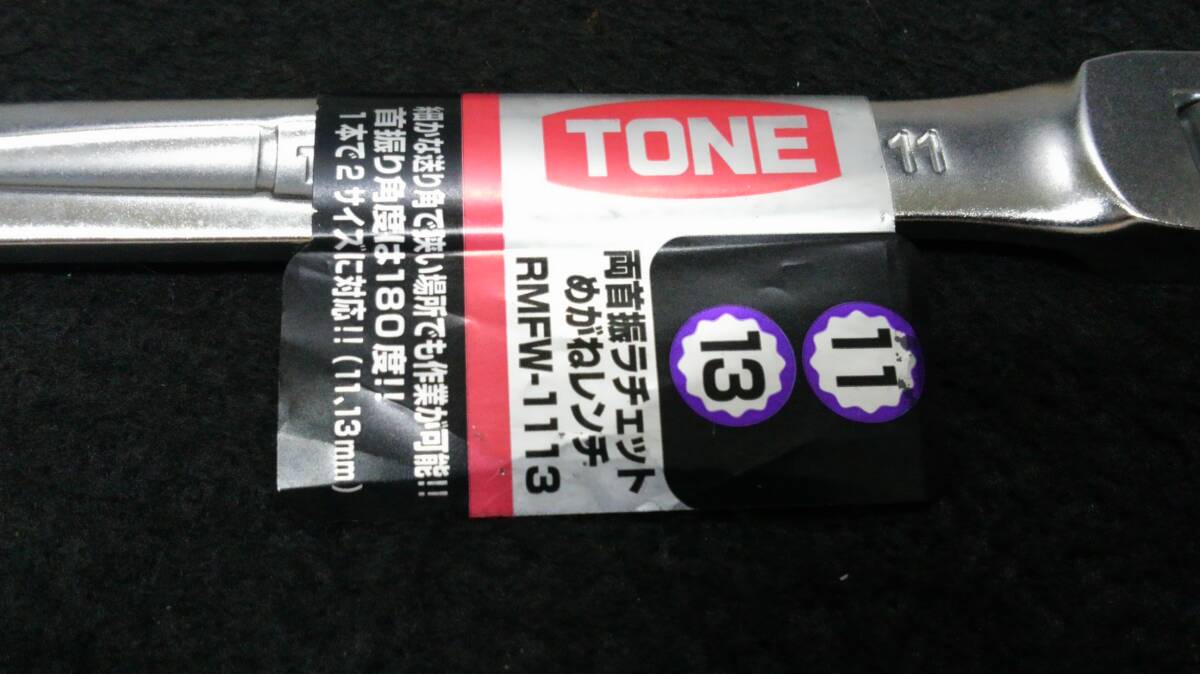 TONE
11
11
13
両首振ラチェット
めがねレンチ
RMFW-1113
細かな送り角で狭い場所でも作業が可能!!
首振り角度は180度!!
1本で2サイズに対応!!(11、13mm)